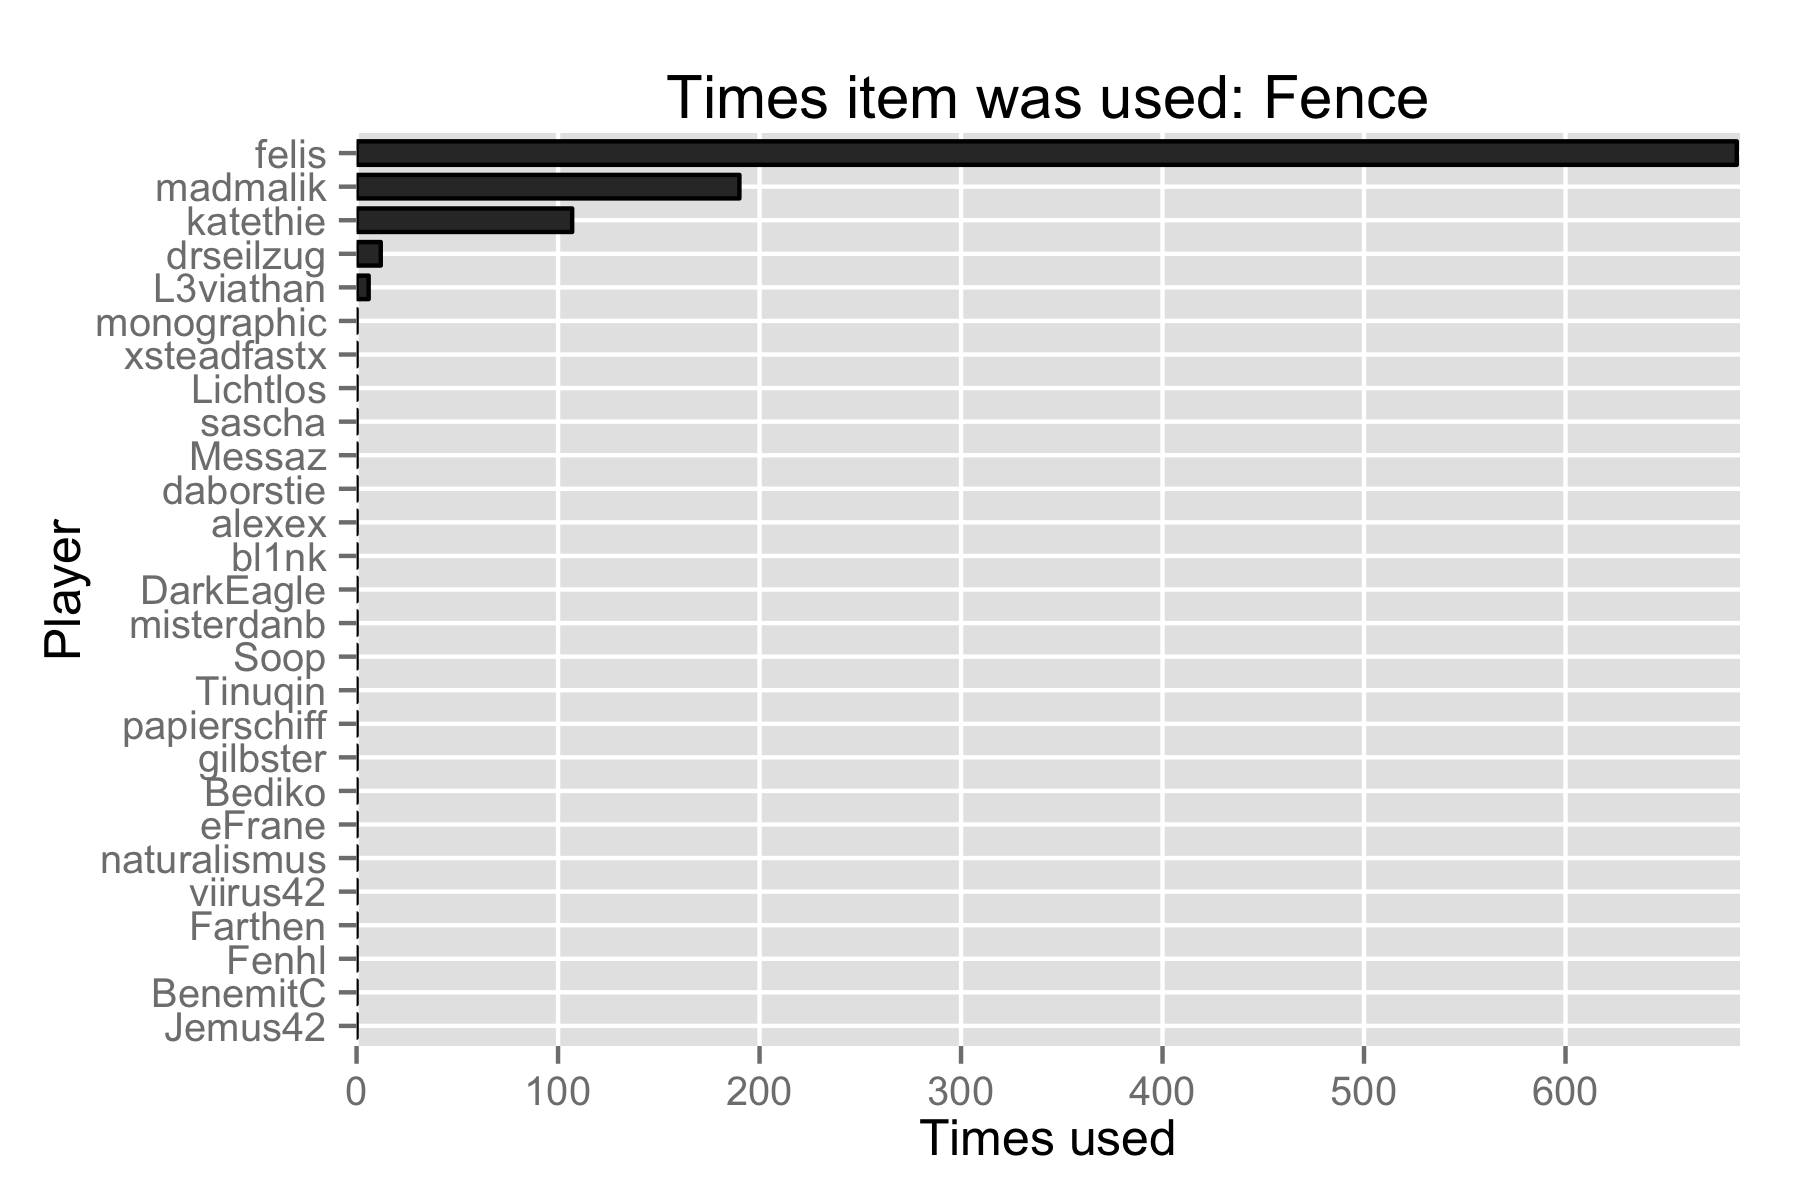 Times item was used: Fence
felis
madmalik
katethie
drseilzug
L3viathan
monographic
xsteadfastx
Lichtlos
sascha
Messaz
daborstie
alexex
bl1nk
DarkEagle
misterdanb
Soop
Tinuqin
papierschiff
gilbster
Bediko
eFrane
naturalismus
viirus42
Farthen
Fenhl
BenemitC
Jemus42
Player
0 100 200 300 400 500 600
Times used